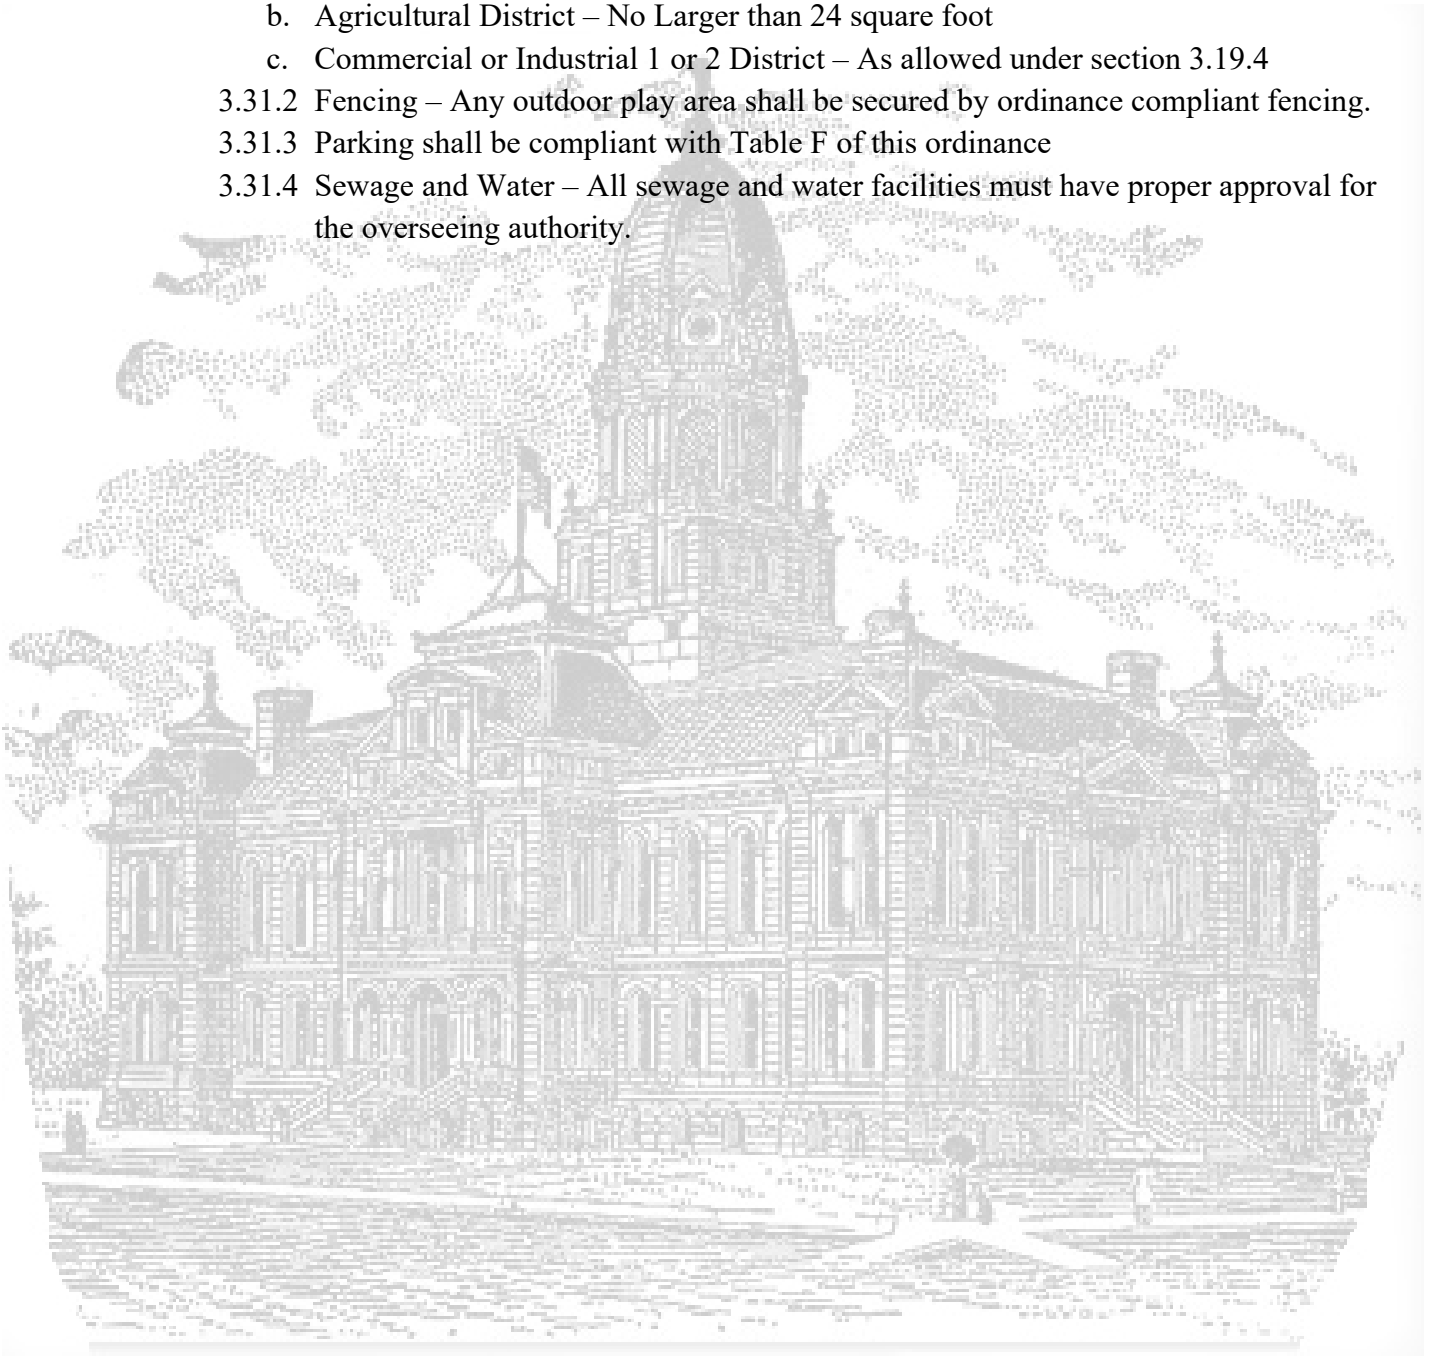 b. Agricultural District – No Larger than 24 square foot
c. Commercial or Industrial 1 or 2 District – As allowed under section 3.19.4
3.31.2 Fencing – Any outdoor play area shall be secured by ordinance compliant fencing.
3.31.3 Parking shall be compliant with Table F of this ordinance
3.31.4 Sewage and Water – All sewage and water facilities must have proper approval for
the overseeing authority.